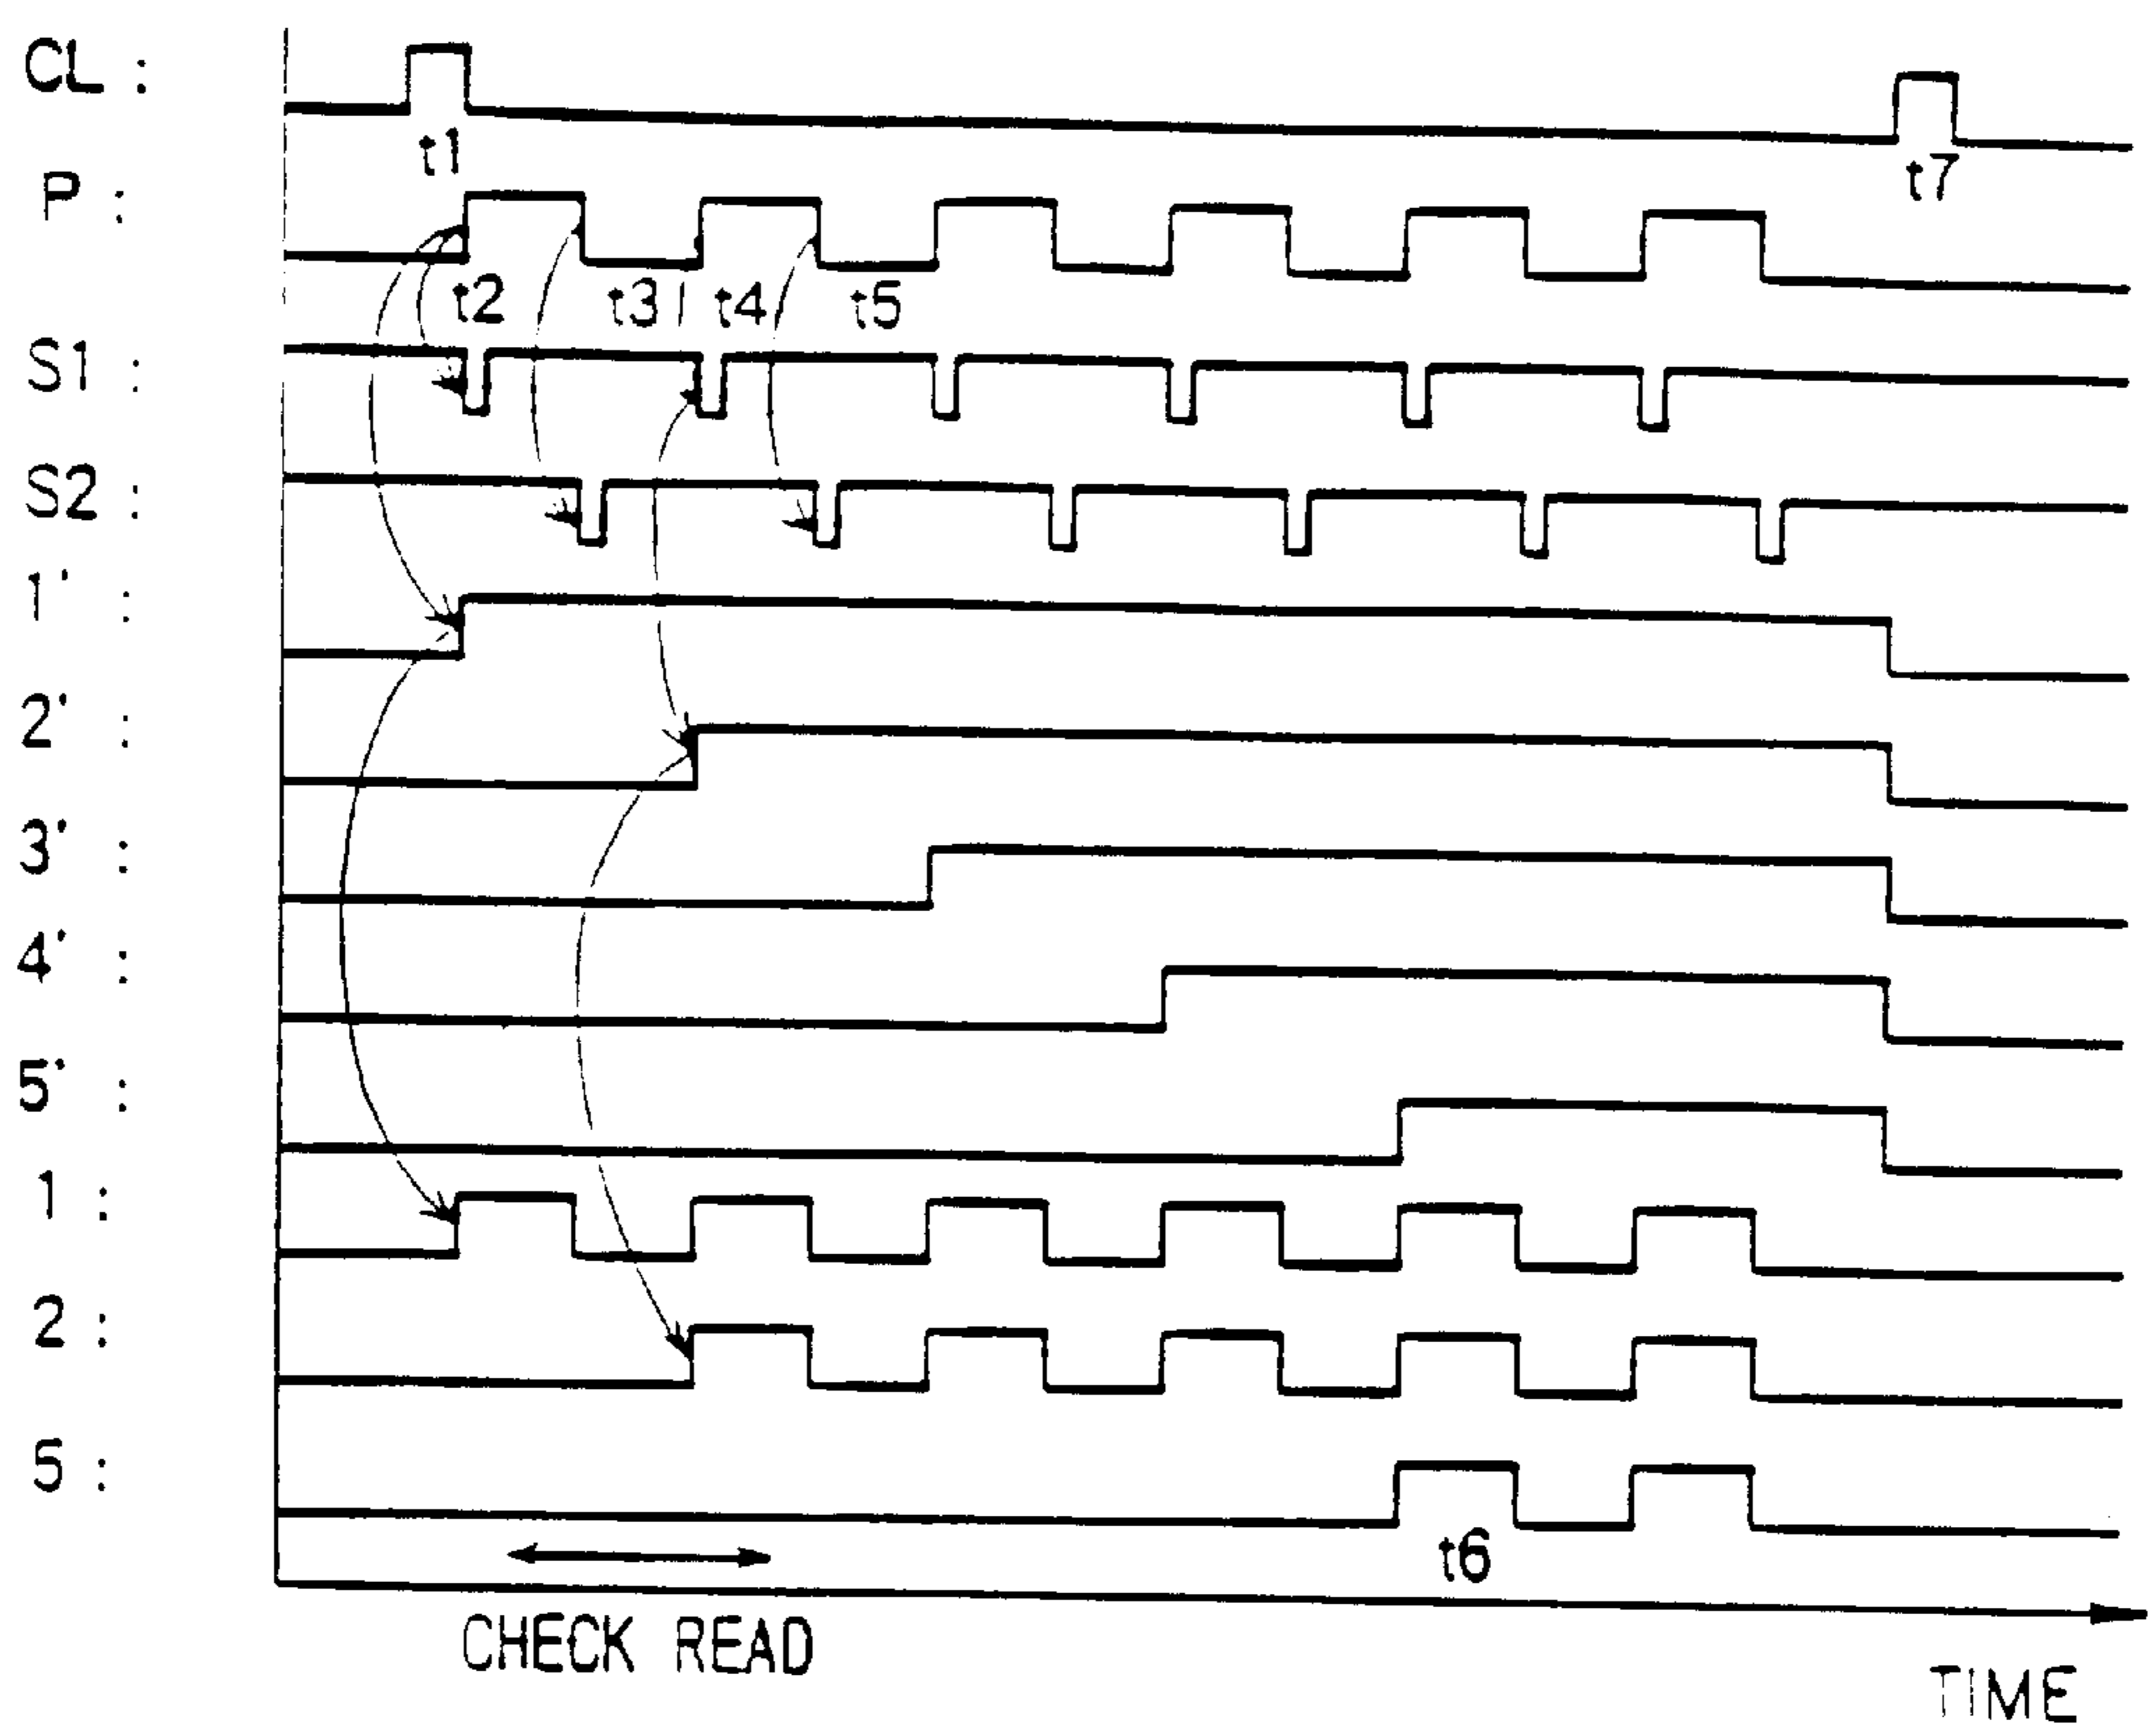 CL :
t1
t7
P :
t2 t3 t4 t5
S1 :
S2 :
1' :
2' :
3' :
4' :
5' :
1 :
2 :
5 :
t6
CHECK READ
TIME